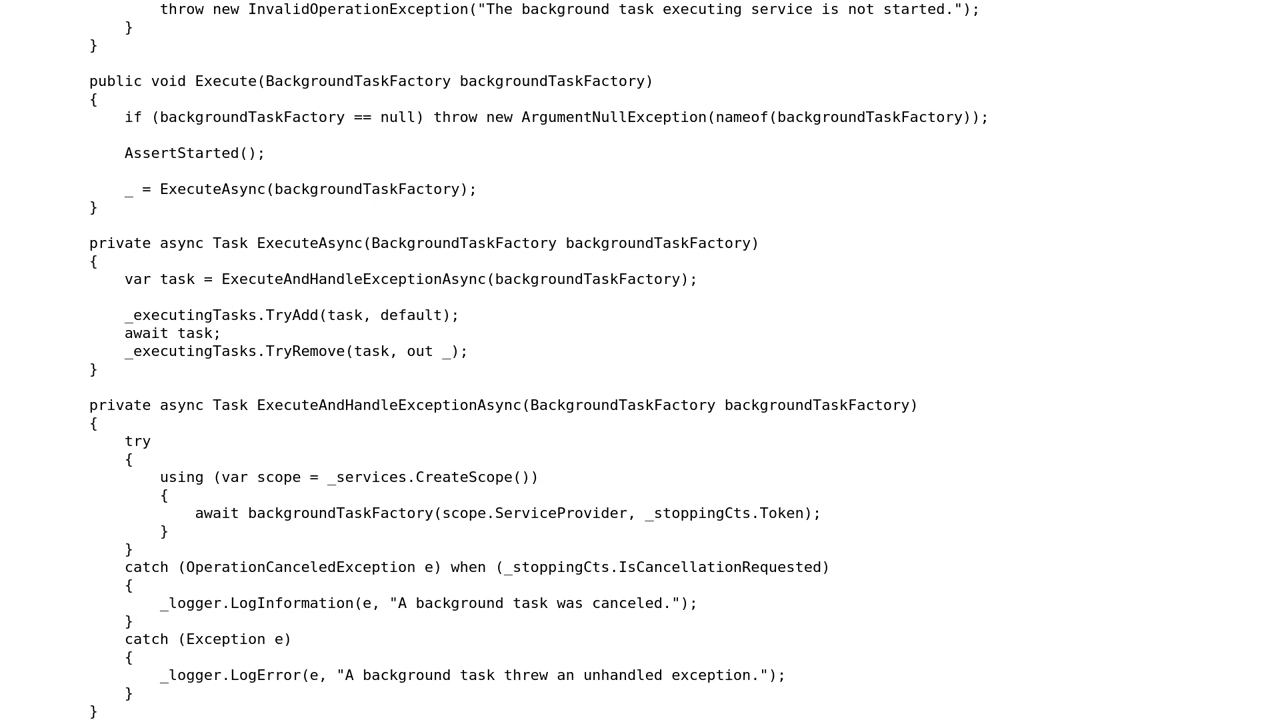 throw new InvalidOperationException("The background task executing service is not started.");
}
}
public void Execute(BackgroundTaskFactory backgroundTaskFactory)
{
if (backgroundTaskFactory == null) throw new ArgumentNullException(nameof(backgroundTaskFactory));
AssertStarted();
_ = ExecuteAsync(backgroundTaskFactory);
}
private async Task ExecuteAsync(BackgroundTaskFactory backgroundTaskFactory)
{
var task = ExecuteAndHandleExceptionAsync(backgroundTaskFactory);
_executingTasks.TryAdd(task, default);
await task;
_executingTasks.TryRemove(task, out _);
}
private async Task ExecuteAndHandleExceptionAsync(BackgroundTaskFactory backgroundTaskFactory)
{
try
{
using (var scope = _services.CreateScope())
{
await backgroundTaskFactory(scope.ServiceProvider, _stoppingCts.Token);
}
}
catch (OperationCanceledException e) when (_stoppingCts.IsCancellationRequested)
{
_logger.LogInformation(e, "A background task was canceled.");
}
catch (Exception e)
{
_logger.LogError(e, "A background task threw an unhandled exception.");
}
}